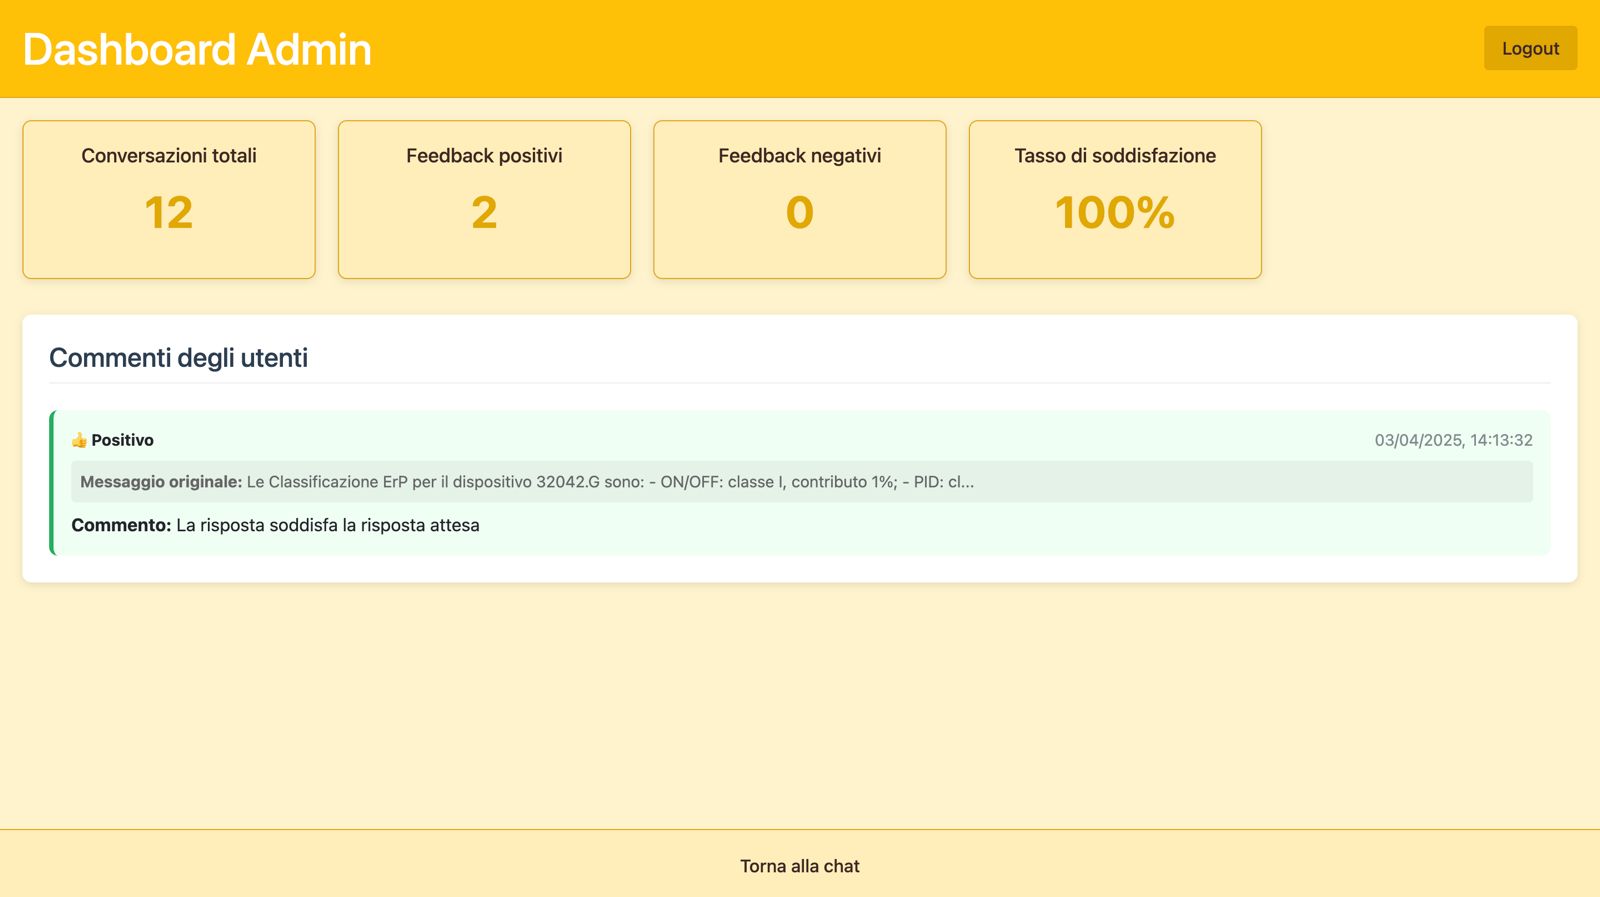 Dashboard Admin
Logout
Conversazioni totali
12
Feedback positivi
2
Feedback negativi
0
Tasso di soddisfazione
100%
Commenti degli utenti
👍 Positivo
03/04/2025, 14:13:32
Messaggio originale: Le Classificazione ErP per il dispositivo 32042.G sono: - ON/OFF: classe I, contributo 1%; - PID: cl...
Commento: La risposta soddisfa la risposta attesa
Torna alla chat